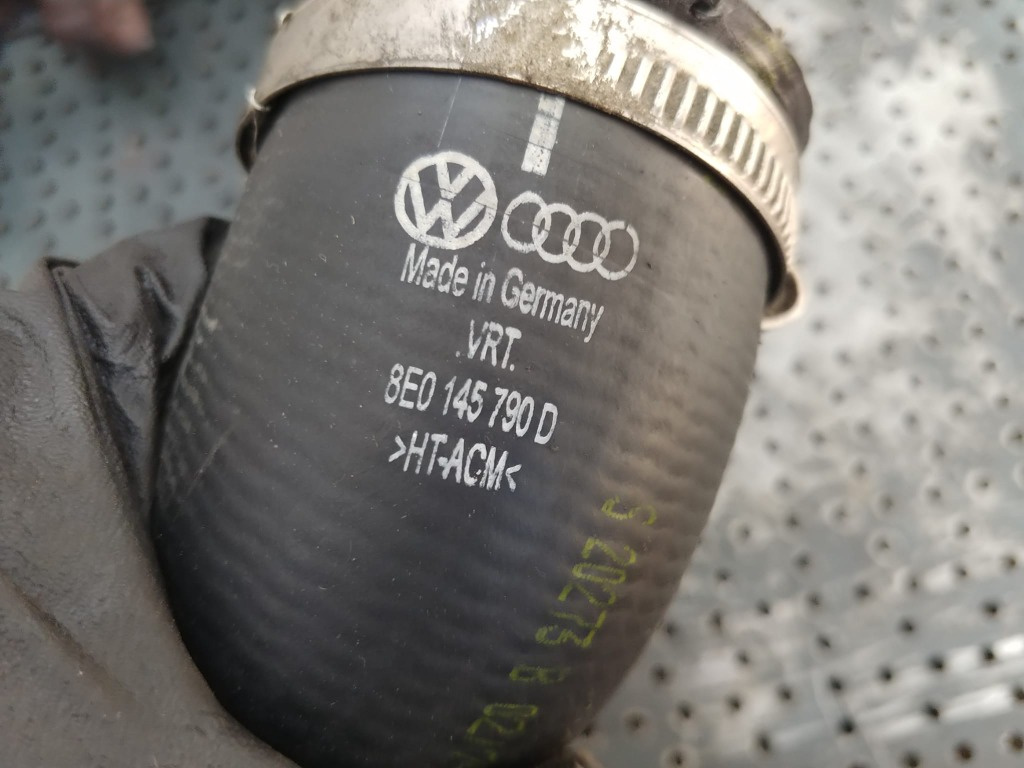 Made in Germany
.VRT.
8E0 145 790 D
>HT-ACM<